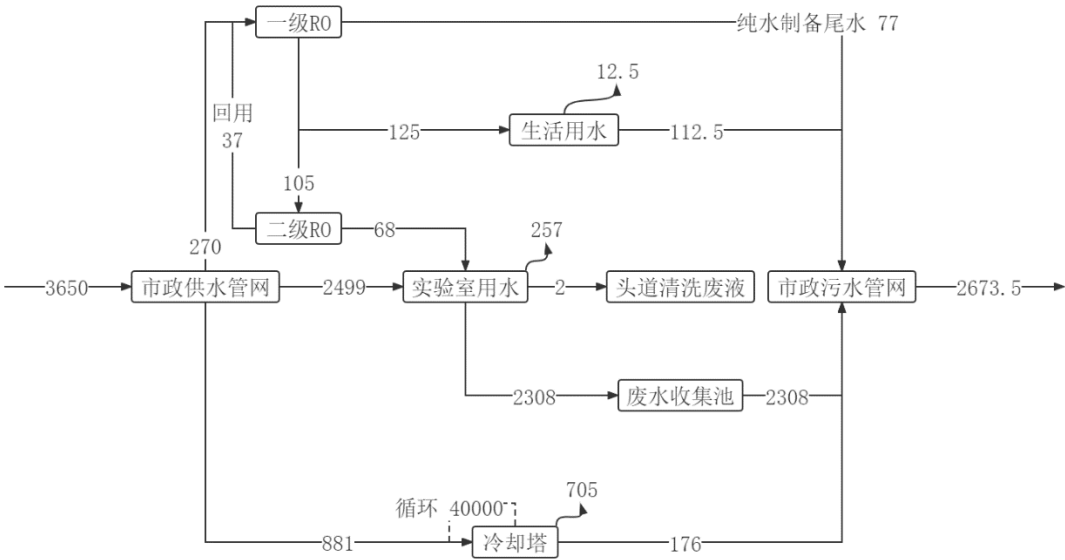 一级RO
纯水制备尾水 77
12.5
回用
37
125
生活用水
112.5
105
二级RO
68
257
270
3650
市政供水管网
2499
实验室用水
2
头道清洗废液
市政污水管网
2673.5
2308
废水收集池
2308
循环 40000
705
881
冷却塔
176